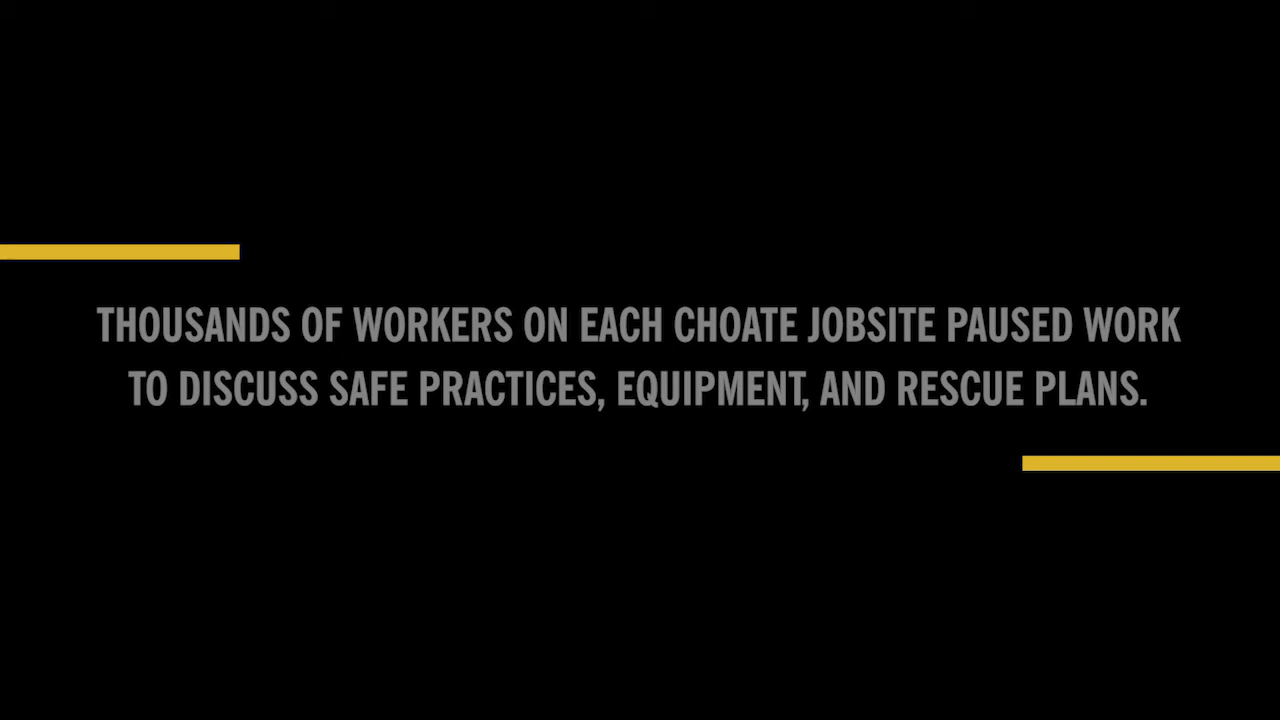 THOUSANDS OF WORKERS ON EACH CHOATE JOBSITE PAUSED WORK
TO DISCUSS SAFE PRACTICES, EQUIPMENT, AND RESCUE PLANS.